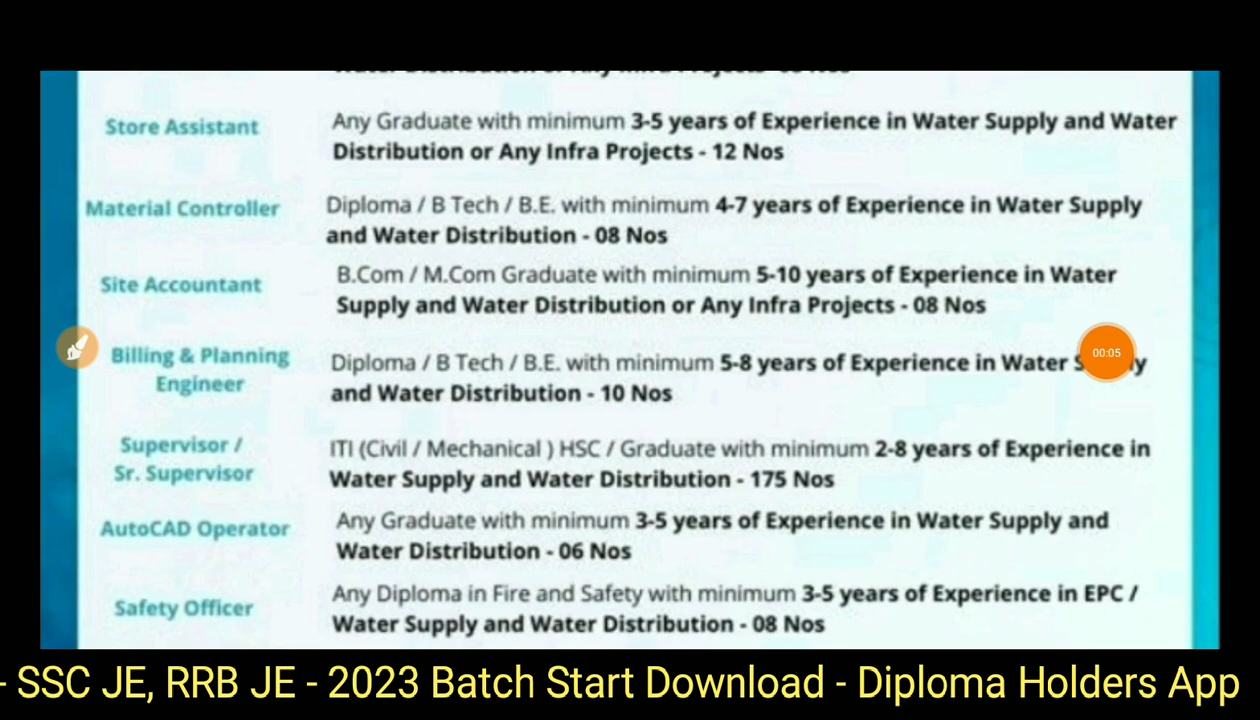 Store Assistant
Any Graduate with minimum 3-5 years of Experience in Water Supply and Water
Distribution or Any Infra Projects - 12 Nos
Material Controller
Diploma / B Tech / B.E. with minimum 4-7 years of Experience in Water Supply
and Water Distribution - 08 Nos
Site Accountant
B.Com / M.Com Graduate with minimum 5-10 years of Experience in Water
Supply and Water Distribution or Any Infra Projects - 08 Nos
Billing & Planning
Engineer
Diploma / B Tech / B.E. with minimum 5-8 years of Experience in Water
and Water Distribution - 10 Nos
00:05
Supervisor /
Sr. Supervisor
ITI (Civil / Mechanical ) HSC / Graduate with minimum 2-8 years of Experience in
Water Supply and Water Distribution - 175 Nos
AutoCAD Operator
Any Graduate with minimum 3-5 years of Experience in Water Supply and
Water Distribution - 06 Nos
Safety Officer
Any Diploma in Fire and Safety with minimum 3-5 years of Experience in EPC /
Water Supply and Water Distribution - 08 Nos
- SSC JE, RRB JE - 2023 Batch Start Download - Diploma Holders App